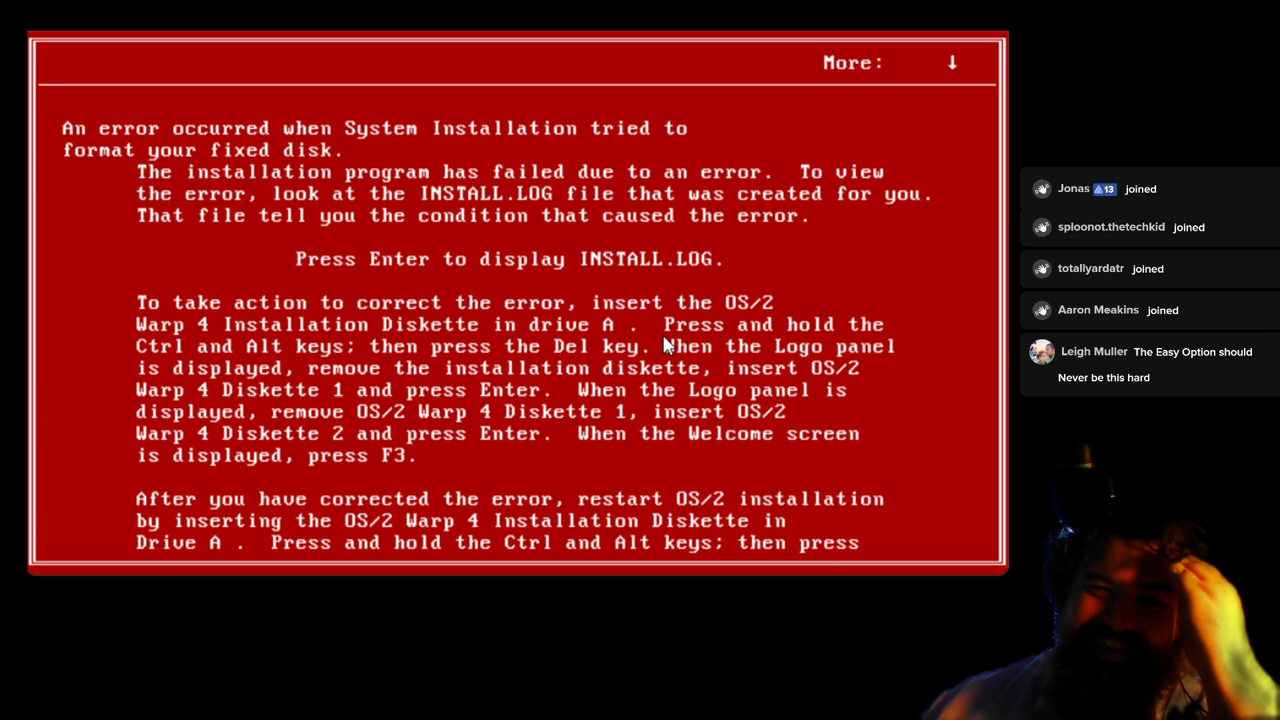 More: ↓
An error occurred when System Installation tried to
format your fixed disk.
The installation program has failed due to an error. To view
the error, look at the INSTALL.LOG file that was created for you.
That file tell you the condition that caused the error.
Press Enter to display INSTALL.LOG.
To take action to correct the error, insert the OS/2
Warp 4 Installation Diskette in drive A . Press and hold the
Ctrl and Alt keys; then press the Del key. When the Logo panel
is displayed, remove the installation diskette, insert OS/2
Warp 4 Diskette 1 and press Enter. When the Logo panel is
displayed, remove OS/2 Warp 4 Diskette 1, insert OS/2
Warp 4 Diskette 2 and press Enter. When the Welcome screen
is displayed, press F3.
After you have corrected the error, restart OS/2 installation
by inserting the OS/2 Warp 4 Installation Diskette in
Drive A . Press and hold the Ctrl and Alt keys; then press
Jonas 13 joined
sploonot.thetechkid joined
totallyardatr joined
Aaron Meakins joined
Leigh Muller The Easy Option should
Never be this hard